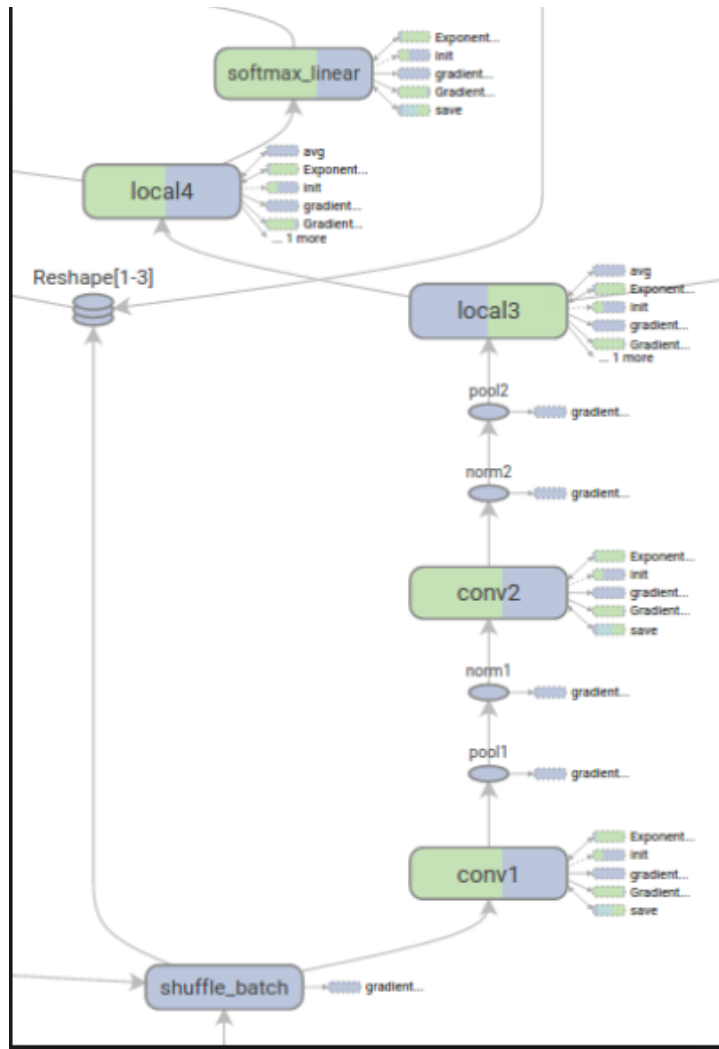 Exponent...
init
softmax_linear
gradient...
Gradient...
save
avg
Exponent...
local4
init
gradient...
Gradient...
... 1 more
Reshape[1-3]
avg
Exponent...
local3
init
gradient...
Gradient...
... 1 more
pool2
gradient...
norm2
gradient...
Exponent...
init
conv2
gradient...
Gradient...
save
norm1
gradient...
pool1
gradient...
Exponent...
init
conv1
gradient...
Gradient...
save
shuffle_batch
gradient...